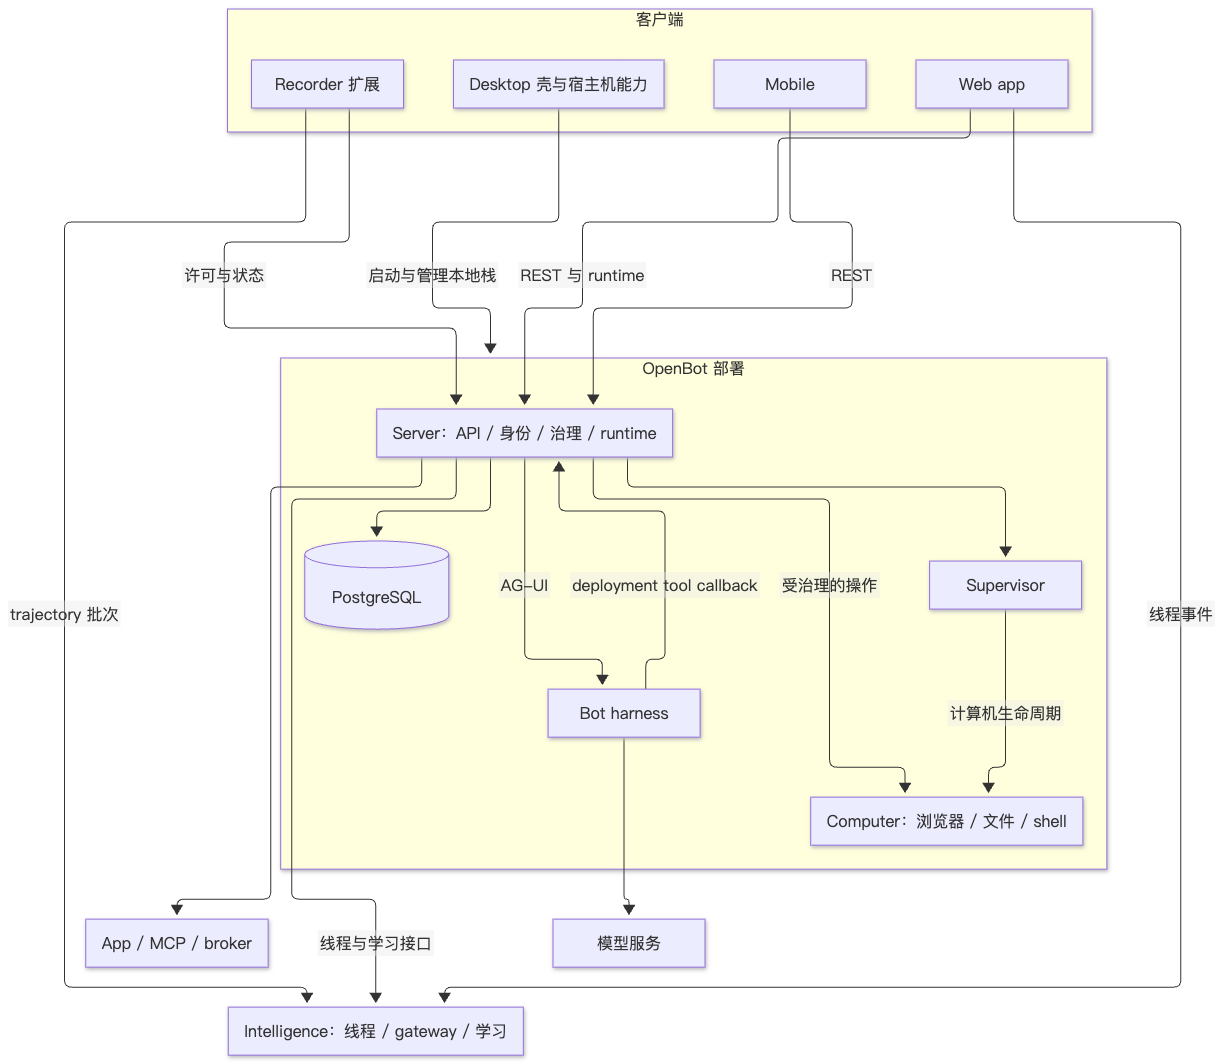 客户端
Recorder 扩展
Desktop 壳与宿主机能力
Mobile
Web app
许可与状态
启动与管理本地栈
REST 与 runtime
REST
OpenBot 部署
Server：API / 身份 / 治理 / runtime
PostgreSQL
AG-UI
deployment tool callback
受治理的操作
Supervisor
trajectory 批次
线程事件
Bot harness
计算机生命周期
Computer：浏览器 / 文件 / shell
App / MCP / broker
线程与学习接口
模型服务
Intelligence：线程 / gateway / 学习